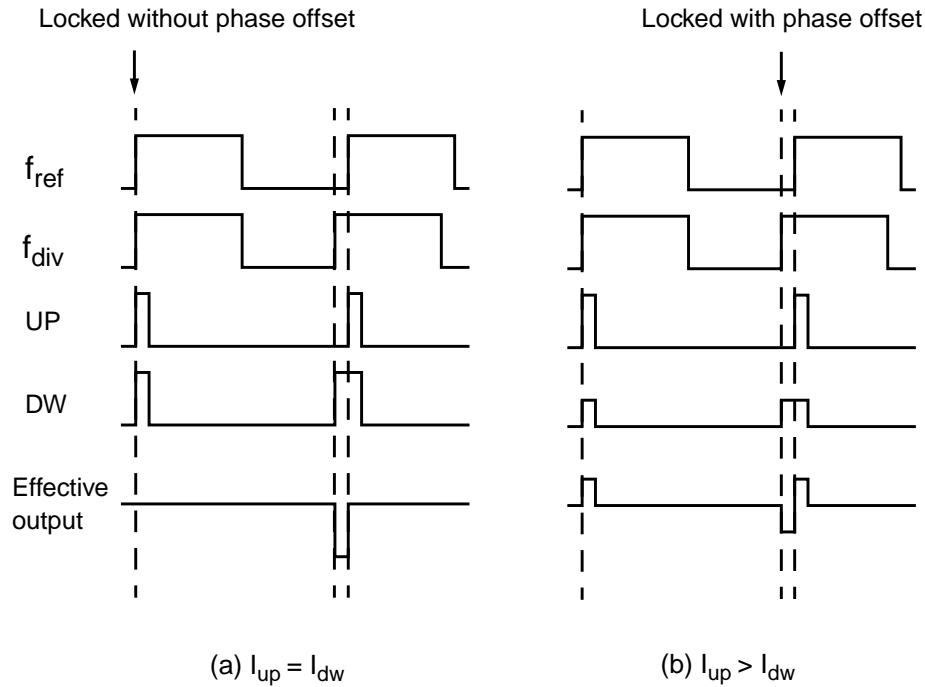 Locked without phase offset
Locked with phase offset
f_ref
f_div
UP
DW
Effective
output
(a) I_up = I_dw
(b) I_up > I_dw